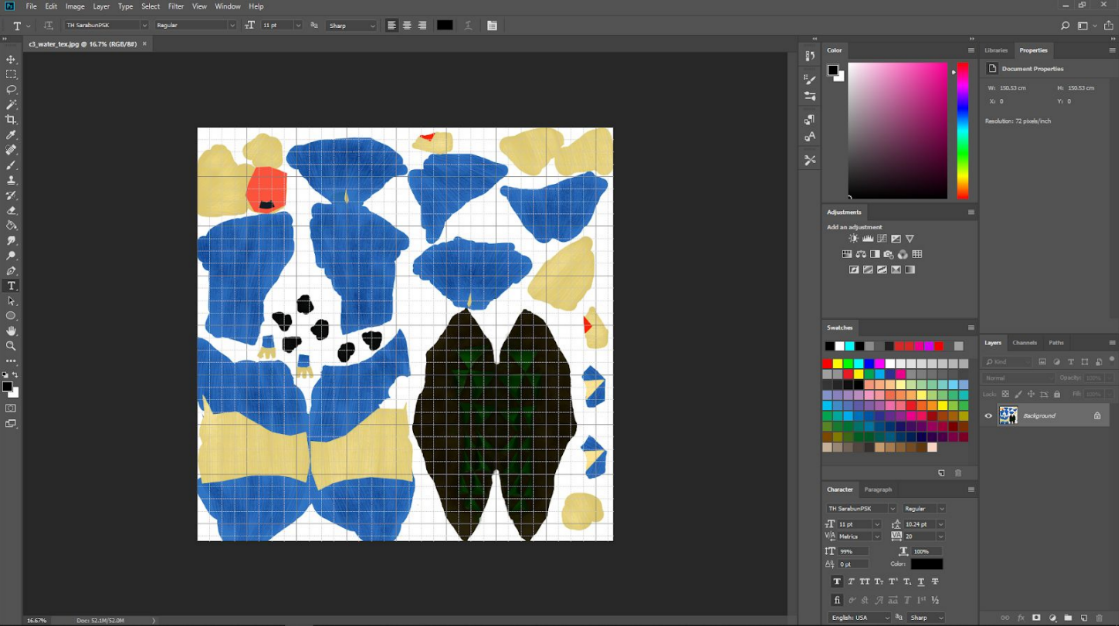 Ps File Edit Image Layer Type Select Filter View Window Help
T TH SarabunPSK Regular 11 pt Sharp
c3_water_tex.jpg @ 16.7% (RGB/8#) ×
Color
Libraries Properties
Document Properties
W: 150.53 cm H: 150.53 cm
X: 0 Y: 0
Resolution: 72 pixels/inch
Adjustments
Add an adjustment
Swatches
Layers Channels Paths
Kind
Normal Opacity: 100%
Lock: Fill: 100%
Background
Character Paragraph
TH SarabunPSK Regular
11 pt 10.24 pt
Metrics 20
99% 100%
0 pt Color:
English: USA Sharp
16.67% Doc: 52.1M/52.0M